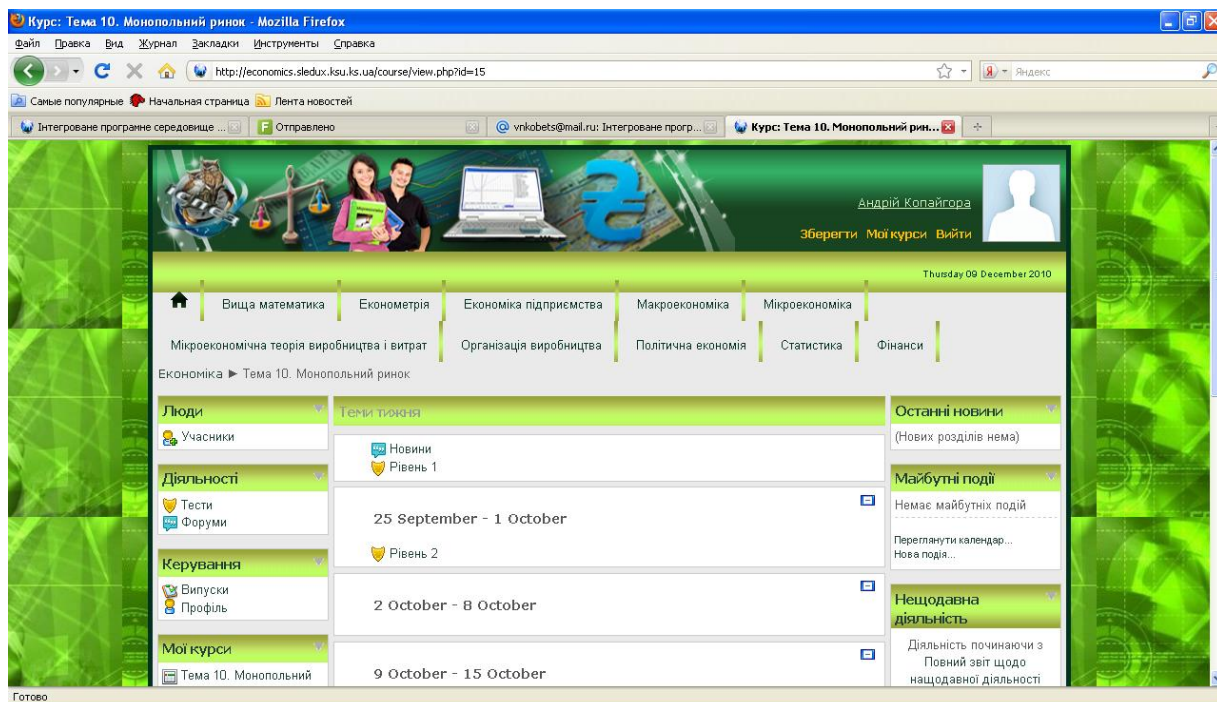 Курс: Тема 10. Монопольний ринок - Mozilla Firefox
Файл Правка Вид Журнал Закладки Инструменты Справка
http://economics.sledux.ksu.ks.ua/course/view.php?id=15
Яндекс
Самые популярные Начальная страница Лента новостей
Інтегроване програмне середовище ... Отправлено vnkobets@mail.ru: Інтегроване прогр... Курс: Тема 10. Монопольний рин...
Андрій Копайгора
Зберегти Мої курси Вийти
Thursday 09 December 2010
Вища математика Економетрія Економіка підприємства Макроекономіка Мікроекономіка
Мікроекономічна теорія виробництва і витрат Організація виробництва Політична економія Статистика Фінанси
Економіка ► Тема 10. Монопольний ринок
Люди
Учасники
Діяльності
Тести
Форуми
Керування
Випуски
Профіль
Мої курси
Тема 10. Монопольний
Теми тижня
Новини
Рівень 1
25 September - 1 October
Рівень 2
2 October - 8 October
9 October - 15 October
Останні новини
(Нових розділів нема)
Майбутні події
Немає майбутніх подій
Переглянути календар...
Нова подія...
Нещодавна
діяльність
Діяльність починаючи з
Повний звіт щодо
нащодавної діяльності
Готово